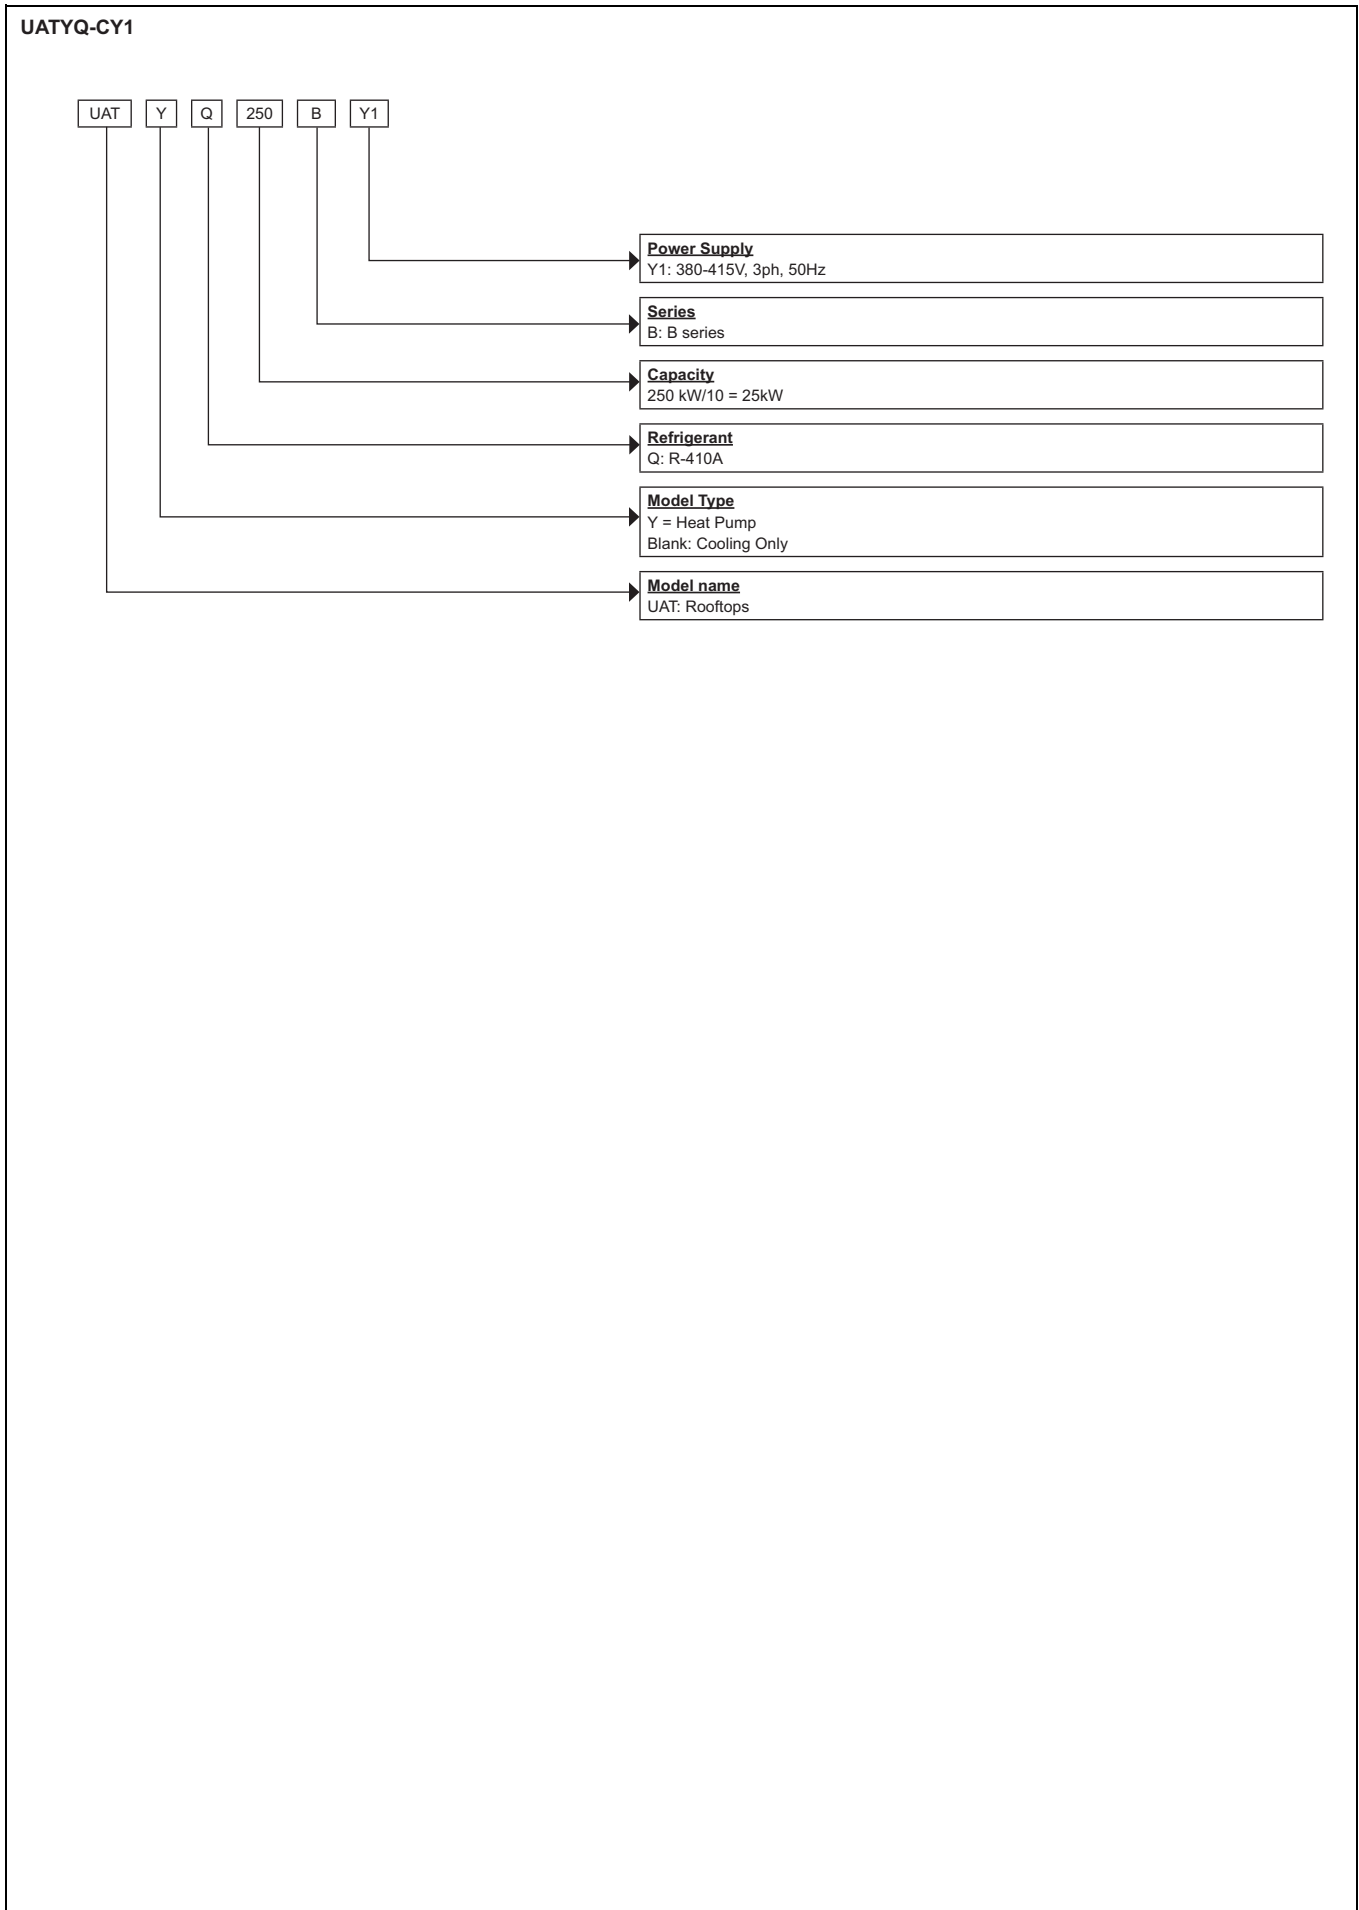 UATYQ-CY1
UAT Y Q 250 B Y1
Power Supply
Y1: 380-415V, 3ph, 50Hz
Series
B: B series
Capacity
250 kW/10 = 25kW
Refrigerant
Q: R-410A
Model Type
Y = Heat Pump
Blank: Cooling Only
Model name
UAT: Rooftops